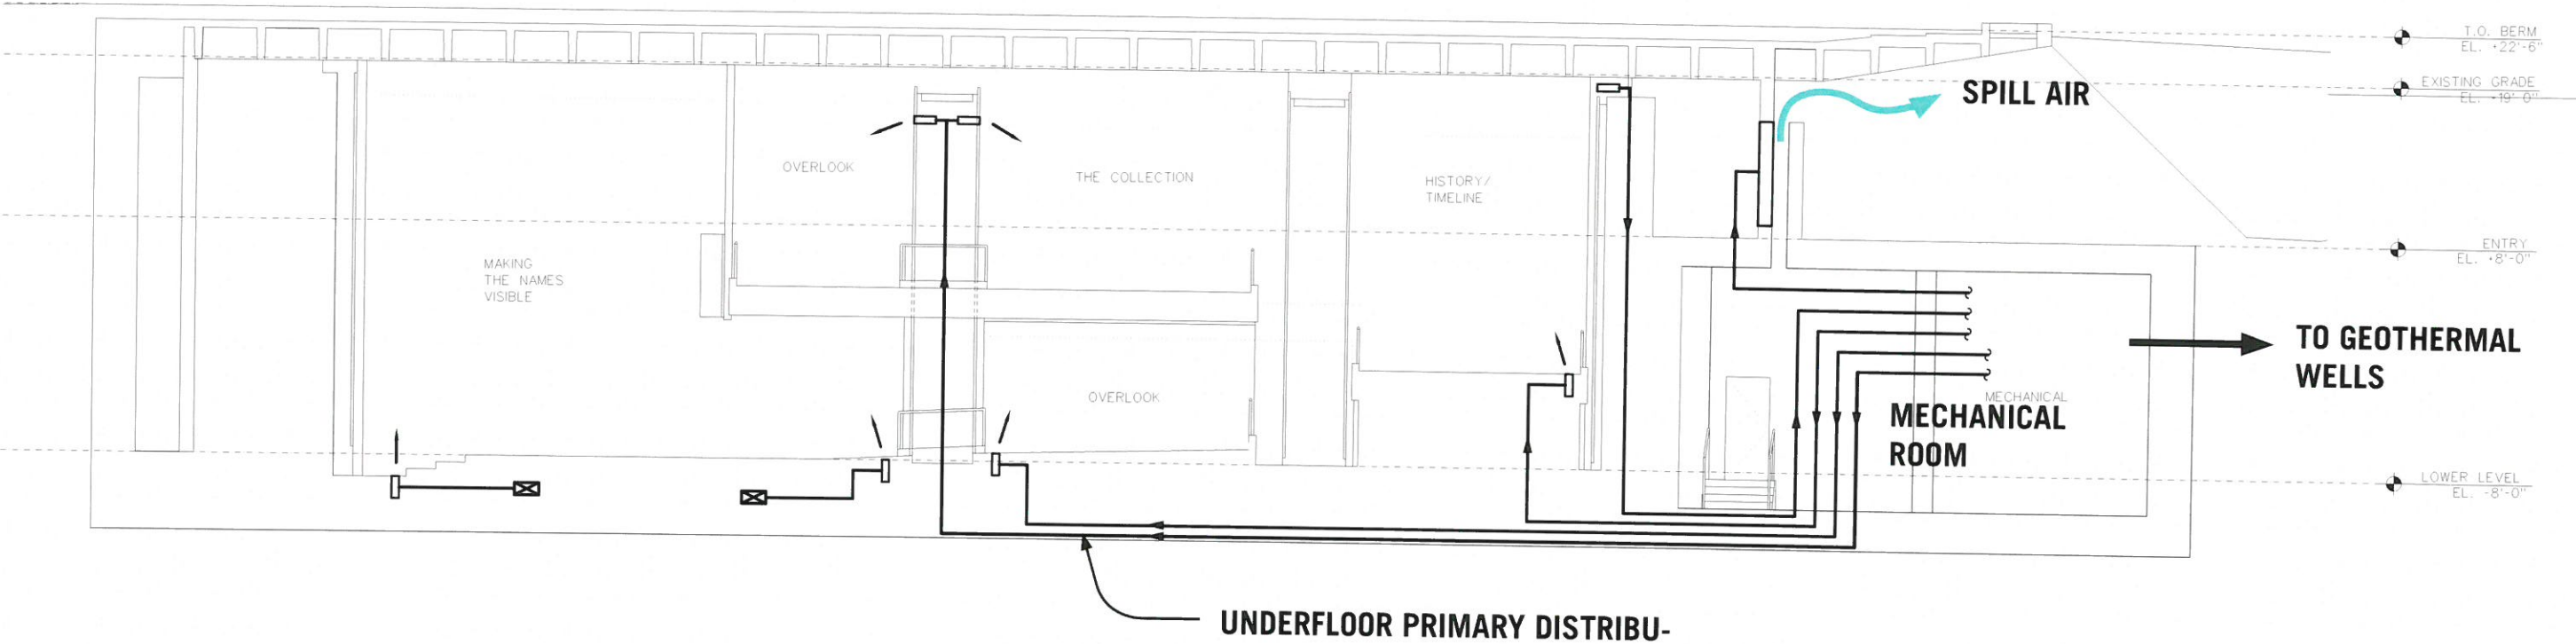 T.O. BERM
EL. +22'-6"
SPILL AIR
EXISTING GRADE
EL. +19'-0"
OVERLOOK
THE COLLECTION
HISTORY/
TIMELINE
ENTRY
EL. +8'-0"
MAKING
THE NAMES
VISIBLE
TO GEOTHERMAL
WELLS
OVERLOOK
MECHANICAL
MECHANICAL
ROOM
LOWER LEVEL
EL. -8'-0"
UNDERFLOOR PRIMARY DISTRIBU-